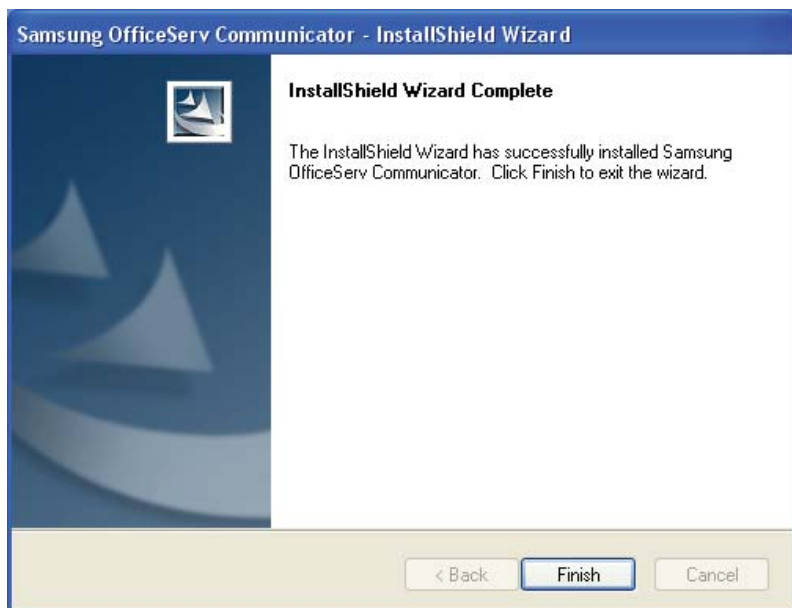 Samsung OfficeServ Communicator - InstallShield Wizard
InstallShield Wizard Complete
The InstallShield Wizard has successfully installed Samsung
OfficeServ Communicator. Click Finish to exit the wizard.
< Back
Finish
Cancel